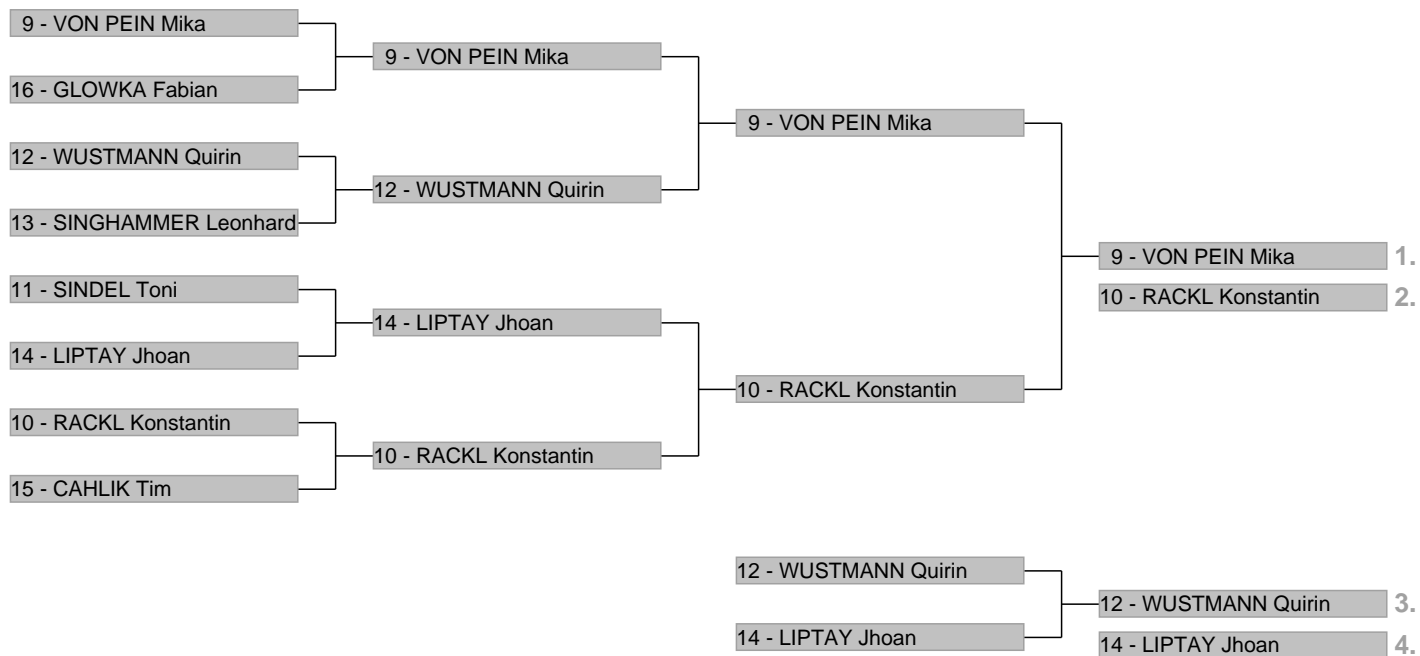 9 - VON PEIN Mika
16 - GLOWKA Fabian
12 - WUSTMANN Quirin
13 - SINGHAMMER Leonhard
11 - SINDEL Toni
14 - LIPTAY Jhoan
10 - RACKL Konstantin
15 - CAHLIK Tim
9 - VON PEIN Mika
12 - WUSTMANN Quirin
14 - LIPTAY Jhoan
10 - RACKL Konstantin
9 - VON PEIN Mika
10 - RACKL Konstantin
9 - VON PEIN Mika 1.
10 - RACKL Konstantin 2.
12 - WUSTMANN Quirin
14 - LIPTAY Jhoan
12 - WUSTMANN Quirin 3.
14 - LIPTAY Jhoan 4.